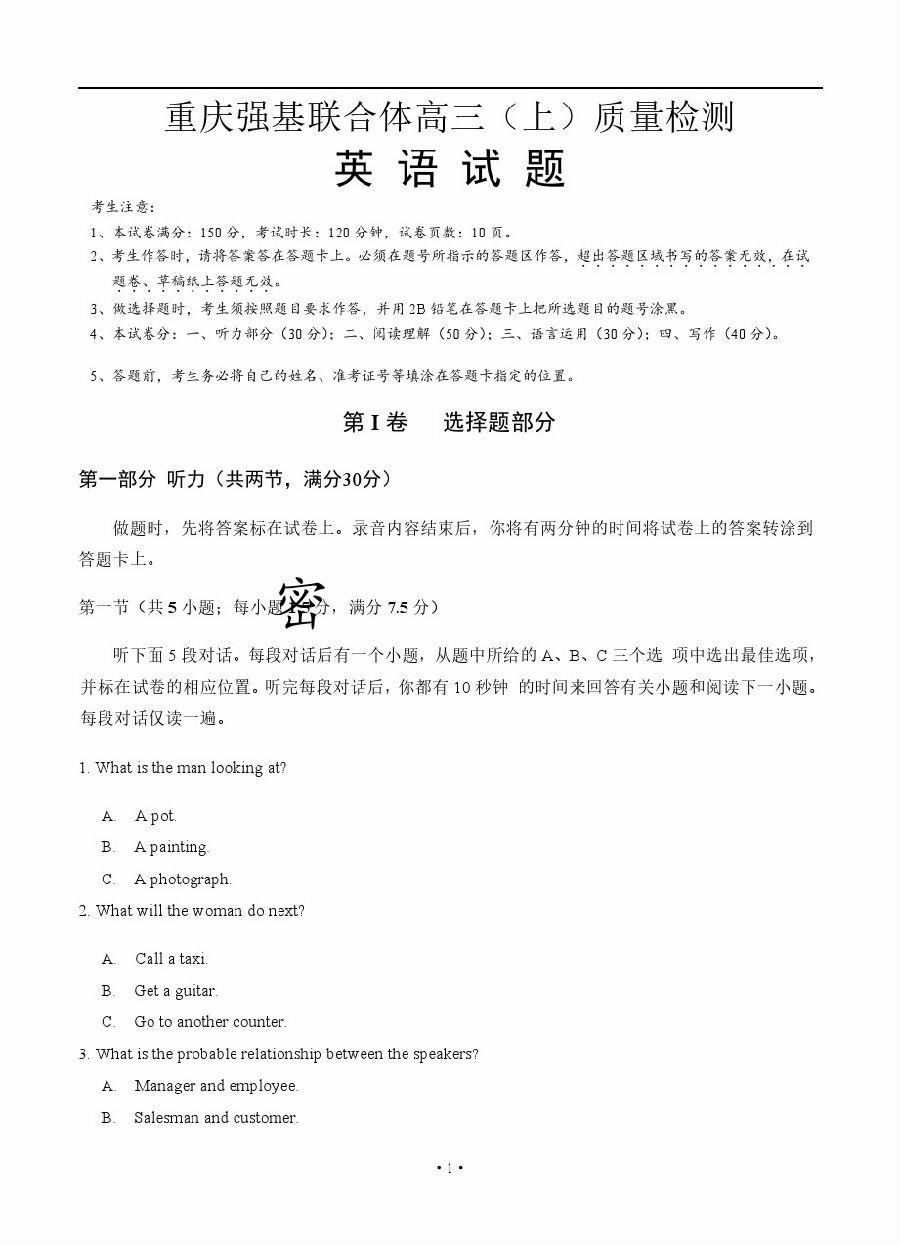 重庆强基联合体高三（上）质量检测
英 语 试 题
考生注意：
1、本试卷满分：150 分，考试时长：120 分钟，试卷页数：10 页。
2、考生作答时，请将答案答在答题卡上。必须在题号所指示的答题区作答，超出答题区域书写的答案无效，在试
题卷、草稿纸上答题无效。
3、做选择题时，考生须按照题目要求作答，并用 2B 铅笔在答题卡上把所选题目的题号涂黑。
4、本试卷分：一、听力部分（30 分）；二、阅读理解（50 分）；三、语言运用（30 分）；四、写作（40 分）。
5、答题前，考生务必将自己的姓名、准考证号等填涂在答题卡指定的位置。
第 I 卷 选择题部分
第一部分 听力（共两节，满分30分）
做题时，先将答案标在试卷上。录音内容结束后，你将有两分钟的时间将试卷上的答案转涂到
答题卡上。
密
第一节（共 5 小题；每小题 1.5 分，满分 7.5 分）
听下面 5 段对话。每段对话后有一个小题，从题中所给的 A、B、C 三个选 项中选出最佳选项，
并标在试卷的相应位置。听完每段对话后，你都有 10 秒钟 的时间来回答有关小题和阅读下一小题。
每段对话仅读一遍。
1. What is the man looking at?
A. A pot.
B. A painting.
C. A photograph.
2. What will the woman do next?
A. Call a taxi.
B. Get a guitar.
C. Go to another counter.
3. What is the probable relationship between the speakers?
A. Manager and employee.
B. Salesman and customer.
• 1 •